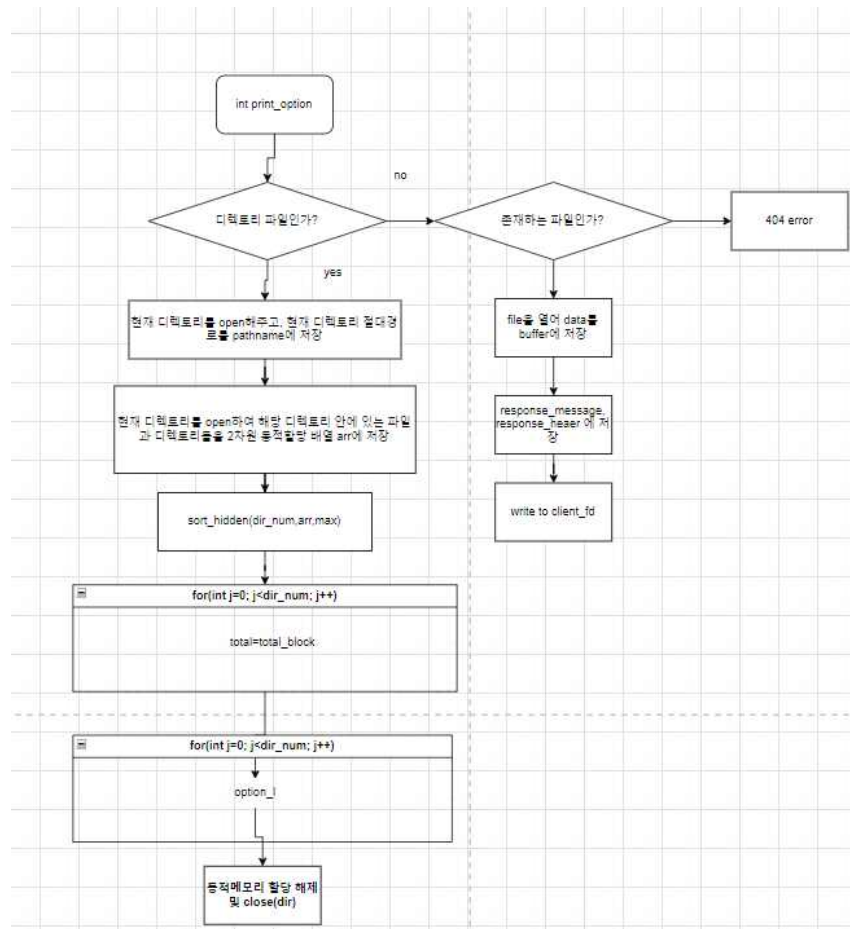 int print_option
no
디렉토리 파일인가?
존재하는 파일인가?
404 error
yes
현재 디렉토리를 open해주고, 현재 디렉토리 절대경
로를 pathname에 저장
file을 열어 data를
buffer에 저장
현재 디렉토리를 open하여 해당 디렉토리 안에 있는 파일
과 디렉토리들을 2차원 동적할당 배열 arr에 저장
response_message,
response_heaer 에 저
장
sort_hidden(dir_num,arr,max)
write to client_fd
for(int j=0; j<dir_num; j++)
total=total_block
for(int j=0; j<dir_num; j++)
option_l
동적메모리 할당 해제
및 close(dir)